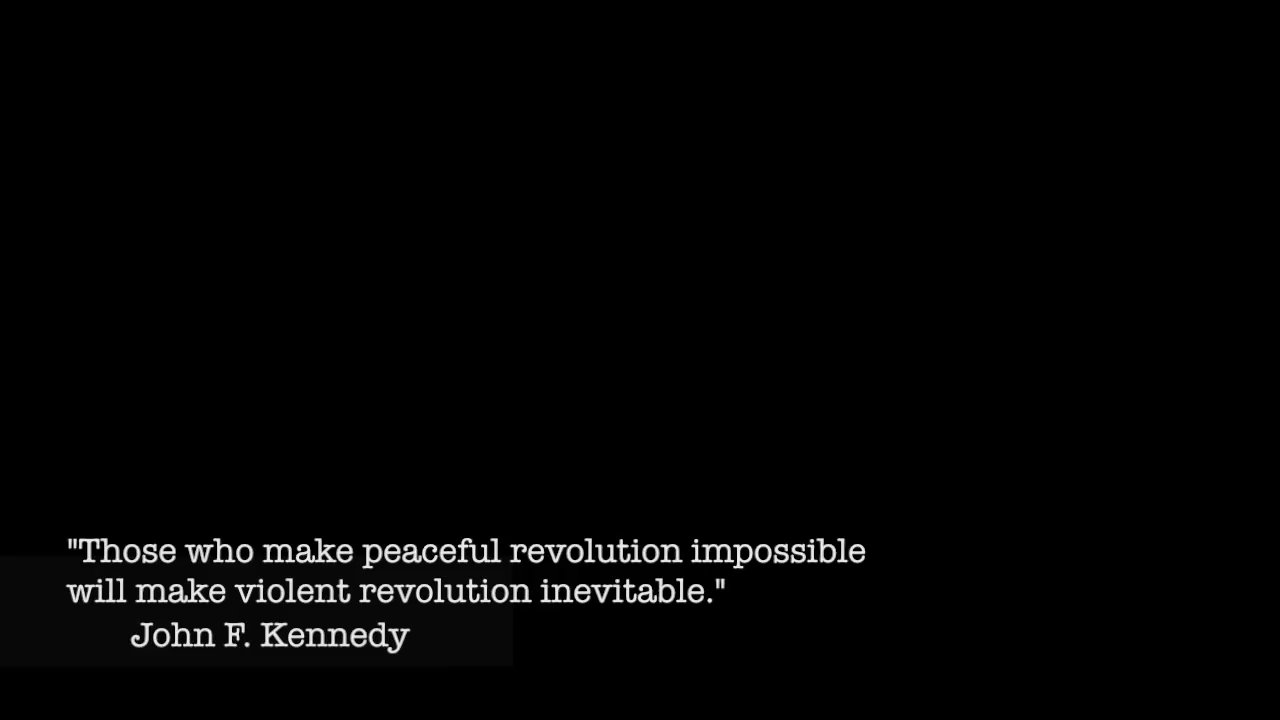 "Those who make peaceful revolution impossible
will make violent revolution inevitable."
John F. Kennedy